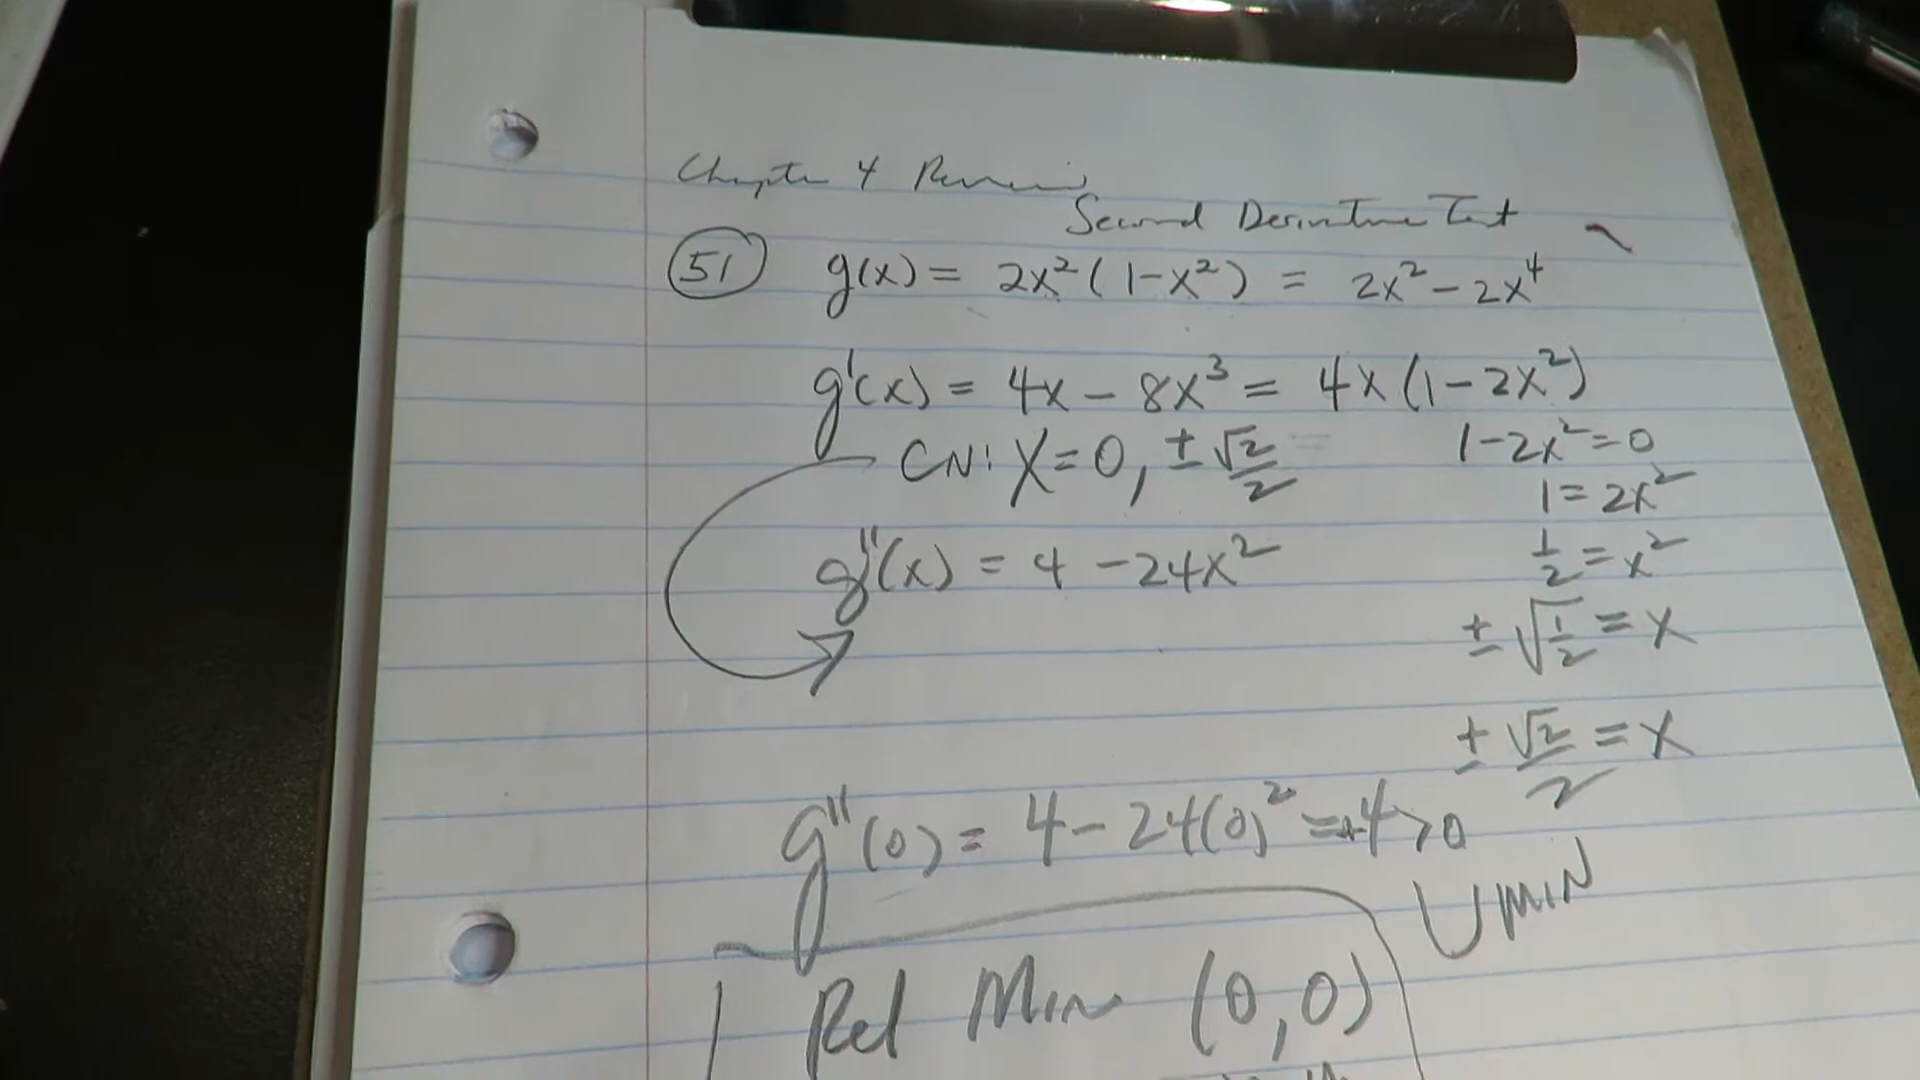 Chapter 4 Review
Second Derivative Test
51 g(x) = 2x²(1-x²) = 2x² - 2x⁴
g'(x) = 4x - 8x³ = 4x(1-2x²)
CN: X = 0, ± √2/2
1-2x² = 0
1 = 2x²
1/2 = x²
± √(1/2) = x
± √2/2 = x
g''(x) = 4 - 24x²
g''(0) = 4 - 24(0)² = +4 > 0
∪ MIN
Rel Min (0,0)